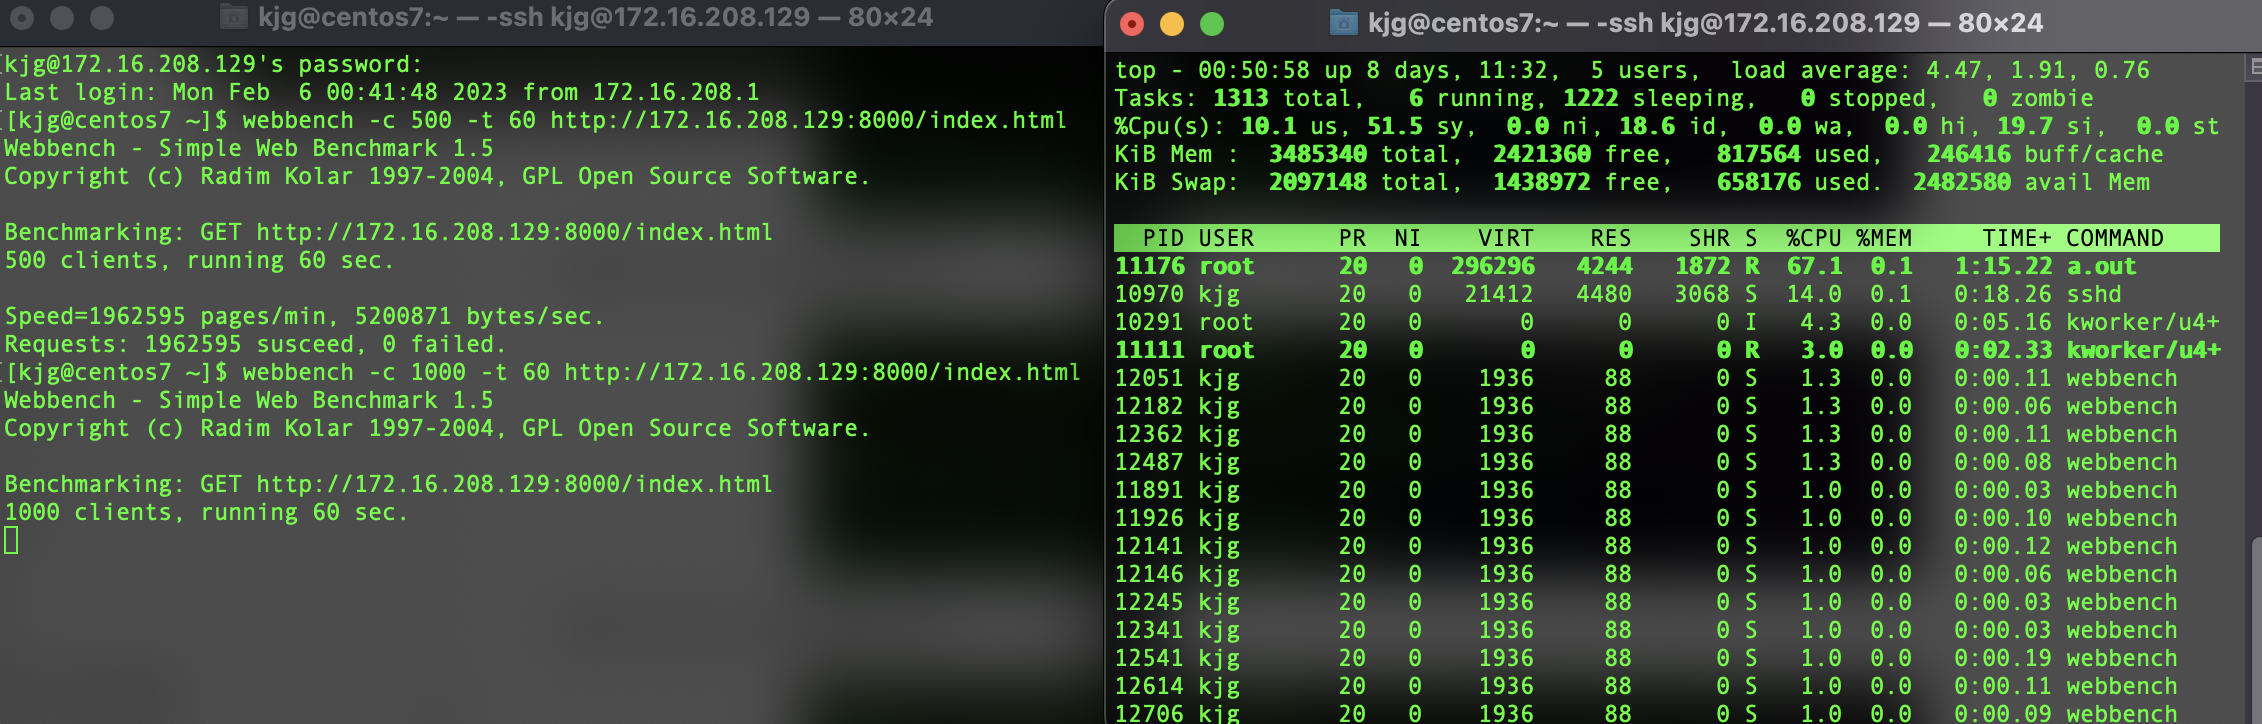 kjg@centos7:~ — -ssh kjg@172.16.208.129 — 80×24
[kjg@172.16.208.129's password:
Last login: Mon Feb  6 00:41:48 2023 from 172.16.208.1
[[kjg@centos7 ~]$ webbench -c 500 -t 60 http://172.16.208.129:8000/index.html
Webbench - Simple Web Benchmark 1.5
Copyright (c) Radim Kolar 1997-2004, GPL Open Source Software.
Benchmarking: GET http://172.16.208.129:8000/index.html
500 clients, running 60 sec.
Speed=1962595 pages/min, 5200871 bytes/sec.
Requests: 1962595 susceed, 0 failed.
[[kjg@centos7 ~]$ webbench -c 1000 -t 60 http://172.16.208.129:8000/index.html
Webbench - Simple Web Benchmark 1.5
Copyright (c) Radim Kolar 1997-2004, GPL Open Source Software.
Benchmarking: GET http://172.16.208.129:8000/index.html
1000 clients, running 60 sec.
kjg@centos7:~ — -ssh kjg@172.16.208.129 — 80×24
top - 00:50:58 up 8 days, 11:32,  5 users,  load average: 4.47, 1.91, 0.76
Tasks: 1313 total,   6 running, 1222 sleeping,   0 stopped,   0 zombie
%Cpu(s): 10.1 us, 51.5 sy,  0.0 ni, 18.6 id,  0.0 wa,  0.0 hi, 19.7 si,  0.0 st
KiB Mem :  3485340 total,  2421360 free,   817564 used,   246416 buff/cache
KiB Swap:  2097148 total,  1438972 free,   658176 used.  2482580 avail Mem
PID USER      PR  NI    VIRT    RES    SHR S  %CPU %MEM     TIME+ COMMAND
11176 root      20   0  296296   4244   1872 R  67.1  0.1   1:15.22 a.out
10970 kjg       20   0   21412   4480   3068 S  14.0  0.1   0:18.26 sshd
10291 root      20   0       0      0      0 I   4.3  0.0   0:05.16 kworker/u4+
11111 root      20   0       0      0      0 R   3.0  0.0   0:02.33 kworker/u4+
12051 kjg       20   0    1936     88      0 S   1.3  0.0   0:00.11 webbench
12182 kjg       20   0    1936     88      0 S   1.3  0.0   0:00.06 webbench
12362 kjg       20   0    1936     88      0 S   1.3  0.0   0:00.11 webbench
12487 kjg       20   0    1936     88      0 S   1.3  0.0   0:00.08 webbench
11891 kjg       20   0    1936     88      0 S   1.0  0.0   0:00.03 webbench
11926 kjg       20   0    1936     88      0 S   1.0  0.0   0:00.10 webbench
12141 kjg       20   0    1936     88      0 S   1.0  0.0   0:00.12 webbench
12146 kjg       20   0    1936     88      0 S   1.0  0.0   0:00.06 webbench
12245 kjg       20   0    1936     88      0 S   1.0  0.0   0:00.03 webbench
12341 kjg       20   0    1936     88      0 S   1.0  0.0   0:00.03 webbench
12541 kjg       20   0    1936     88      0 S   1.0  0.0   0:00.19 webbench
12614 kjg       20   0    1936     88      0 S   1.0  0.0   0:00.11 webbench
12706 kjg       20   0    1936     88      0 S   1.0  0.0   0:00.09 webbench